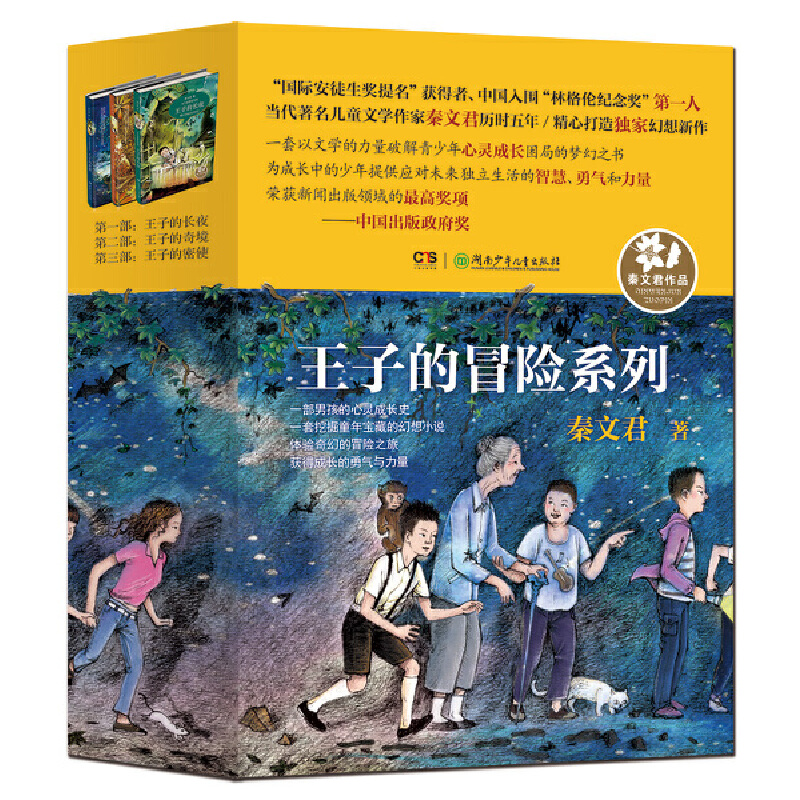 “国际安徒生奖提名”获得者、中国入围“林格伦纪念奖”第一人
当代著名儿童文学作家秦文君历时五年/精心打造独家幻想新作
一套以文学的力量破解青少年心灵成长困局的梦幻之书
为成长中的少年提供应对未来独立生活的智慧、勇气和力量
荣获新闻出版领域的最高奖项
——中国出版政府奖
第一部:王子的长夜
第二部:王子的奇境
第三部:王子的密使
CTS
湖南少年儿童出版社
秦文君作品
王子的冒险系列
一部男孩的心灵成长史
一套挖掘童年宝藏的幻想小说
体验奇幻的冒险之旅
获得成长的勇气与力量
秦文君 著